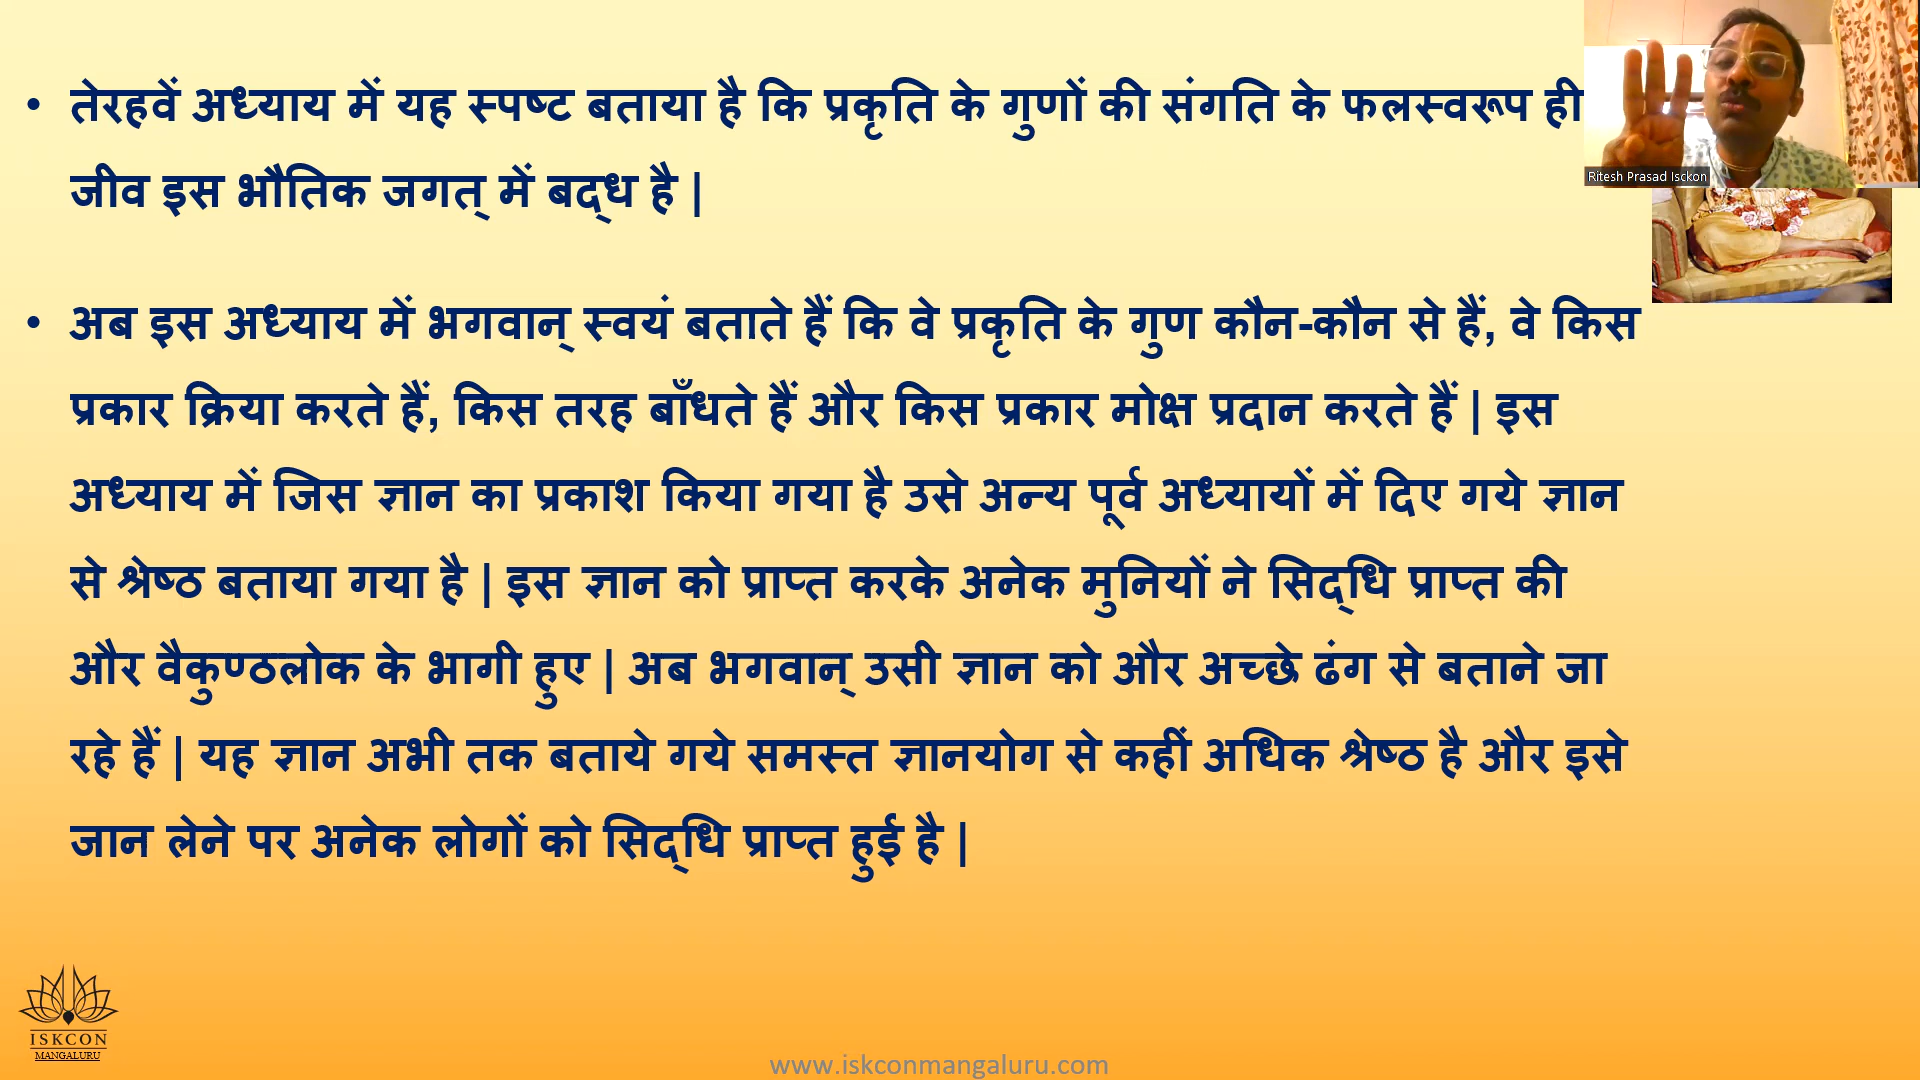 • तेरहवें अध्याय में यह स्पष्ट बताया है कि प्रकृति के गुणों की संगति के फलस्वरूप ही
जीव इस भौतिक जगत् में बद्ध है |
• अब इस अध्याय में भगवान् स्वयं बताते हैं कि वे प्रकृति के गुण कौन-कौन से हैं, वे किस
प्रकार क्रिया करते हैं, किस तरह बाँधते हैं और किस प्रकार मोक्ष प्रदान करते हैं | इस
अध्याय में जिस ज्ञान का प्रकाश किया गया है उसे अन्य पूर्व अध्यायों में दिए गये ज्ञान
से श्रेष्ठ बताया गया है | इस ज्ञान को प्राप्त करके अनेक मुनियों ने सिद्धि प्राप्त की
और वैकुण्ठलोक के भागी हुए | अब भगवान् उसी ज्ञान को और अच्छे ढंग से बताने जा
रहे हैं | यह ज्ञान अभी तक बताये गये समस्त ज्ञानयोग से कहीं अधिक श्रेष्ठ है और इसे
जान लेने पर अनेक लोगों को सिद्धि प्राप्त हुई है |
Ritesh Prasad Isckon
ISKCON
MANGALURU
www.iskconmangaluru.com